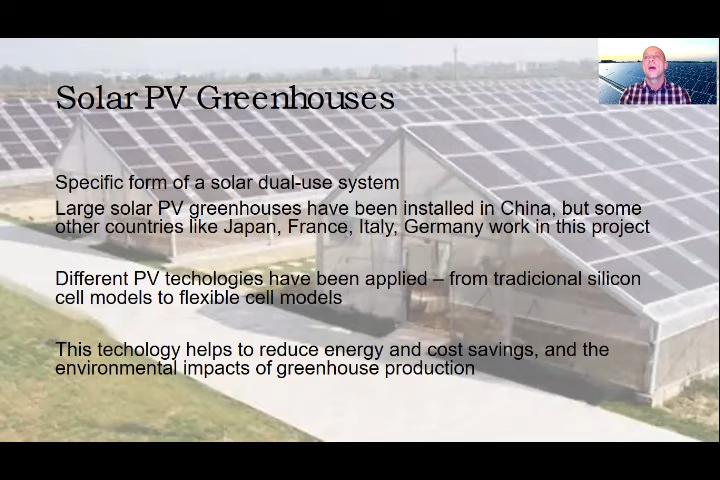 Solar PV Greenhouses
Specific form of a solar dual-use system
Large solar PV greenhouses have been installed in China, but some
other countries like Japan, France, Italy, Germany work in this project
Different PV techologies have been applied – from tradicional silicon
cell models to flexible cell models
This techology helps to reduce energy and cost savings, and the
environmental impacts of greenhouse production